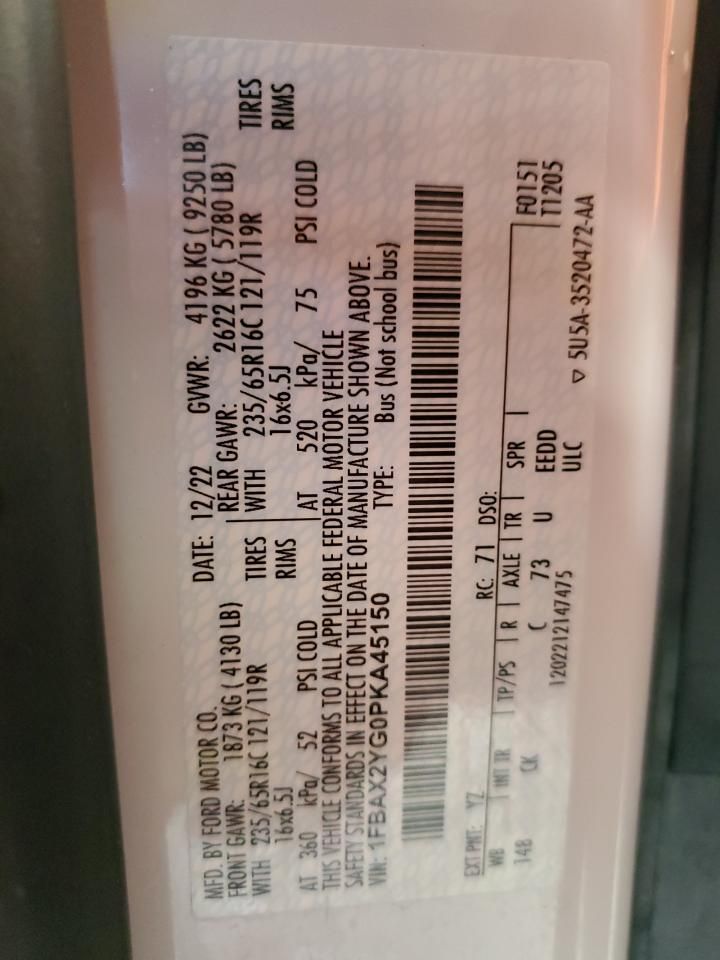 MFD. BY FORD MOTOR CO.
DATE: 12/22 GVWR: 4196 KG ( 9250 LB)
FRONT GAWR: 1873 KG ( 4130 LB) REAR GAWR: 2622 KG ( 5780 LB)
WITH 235/65R16C 121/119R TIRES WITH 235/65R16C 121/119R TIRES
16x6.5J RIMS 16x6.5J RIMS
AT 360 kPa/ 52 PSI COLD AT 520 kPa/ 75 PSI COLD
THIS VEHICLE CONFORMS TO ALL APPLICABLE FEDERAL MOTOR VEHICLE
SAFETY STANDARDS IN EFFECT ON THE DATE OF MANUFACTURE SHOWN ABOVE.
VIN: 1FBAX2YG0PKA45150 TYPE: Bus (Not school bus)
EXT PNT: YZ RC: 71 DSO:
WB INT TR TP/PS R AXLE TR SPR F0151
T1205
148 CK C 73 U EEDD
ULC
1202212147475
▽ 5U5A-3520472-AA